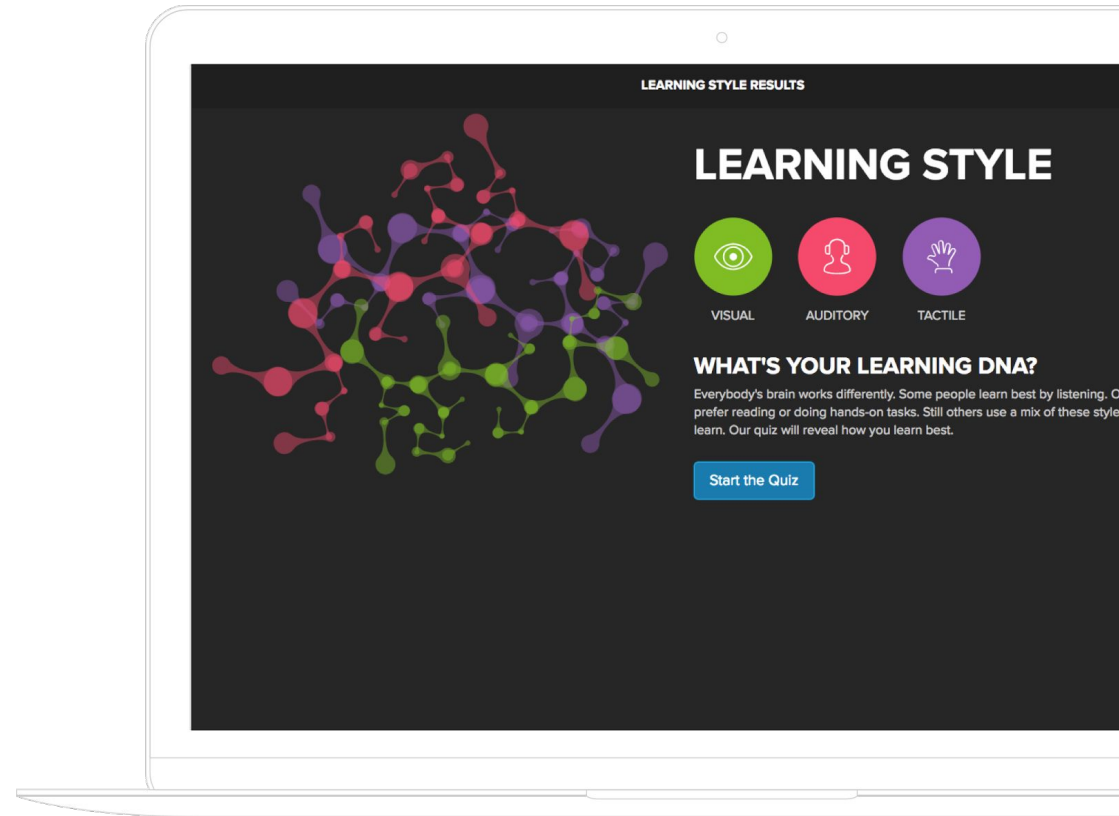 LEARNING STYLE RESULTS
LEARNING STYLE
VISUAL AUDITORY TACTILE
WHAT'S YOUR LEARNING DNA?
Everybody's brain works differently. Some people learn best by listening.
prefer reading or doing hands-on tasks. Still others use a mix of these
learn. Our quiz will reveal how you learn best.
Start the Quiz